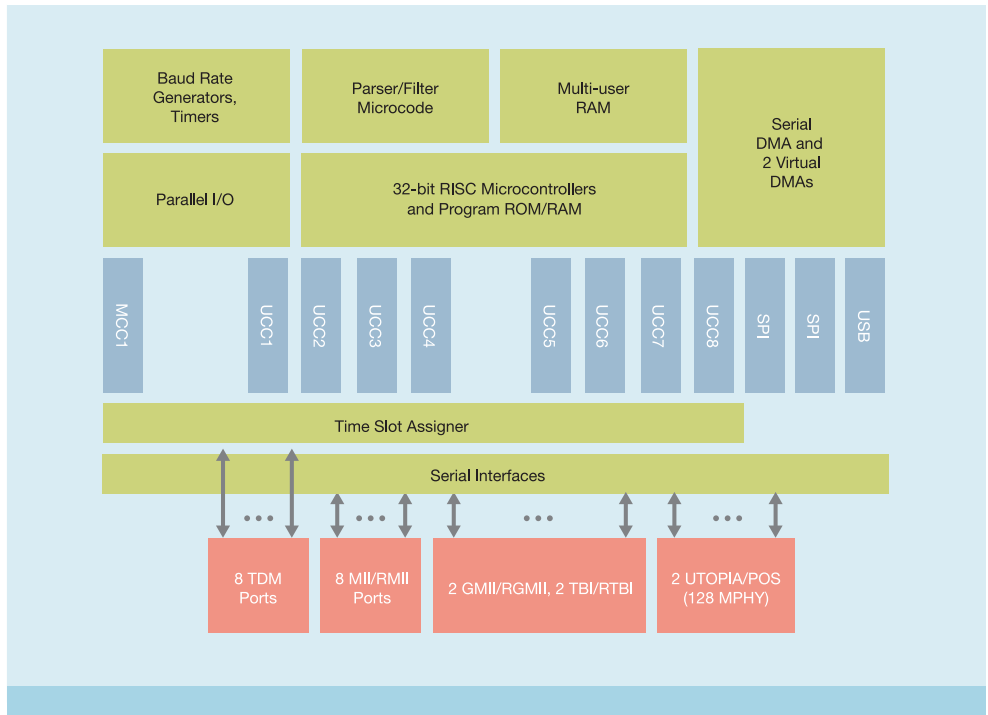 Baud Rate
Generators,
Timers
Parser/Filter
Microcode
Multi-user
RAM
Serial
DMA and
2 Virtual
DMAs
Parallel I/O
32-bit RISC Microcontrollers
and Program ROM/RAM
MCC1
UCC1
UCC2
UCC3
UCC4
UCC5
UCC6
UCC7
UCC8
SPI
SPI
USB
Time Slot Assigner
Serial Interfaces
8 TDM
Ports
8 MII/RMII
Ports
2 GMII/RGMII, 2 TBI/RTBI
2 UTOPIA/POS
(128 MPHY)